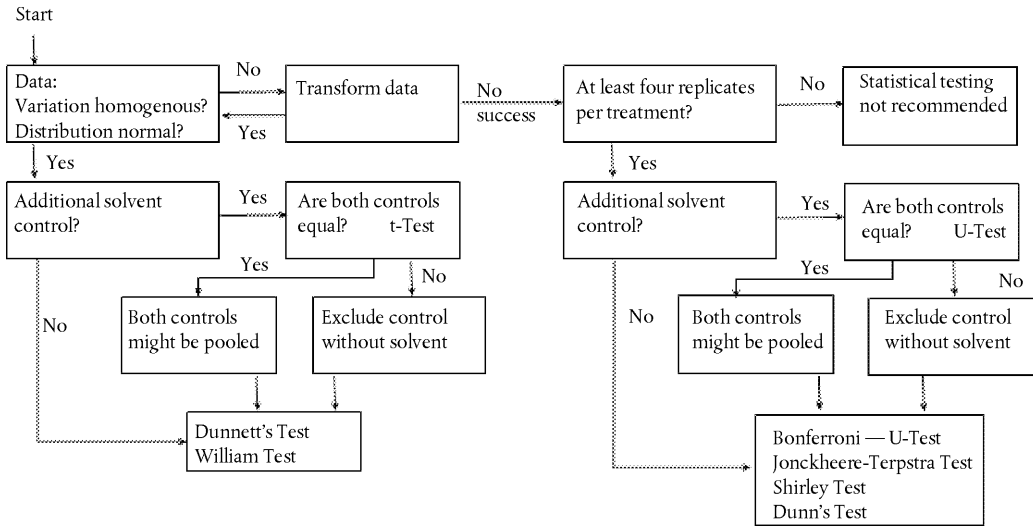 Start
Data:
Variation homogenous?
Distribution normal?
No
Yes
Transform data
No
success
At least four replicates
per treatment?
No
Statistical testing
not recommended
Yes
Yes
Additional solvent
control?
Yes
Are both controls
equal? t-Test
Additional solvent
control?
Yes
Are both controls
equal? U-Test
Yes
No
Yes
No
No
Both controls
might be pooled
Exclude control
without solvent
No
Both controls
might be pooled
Exclude control
without solvent
Dunnett's Test
William Test
Bonferroni — U-Test
Jonckheere-Terpstra Test
Shirley Test
Dunn's Test